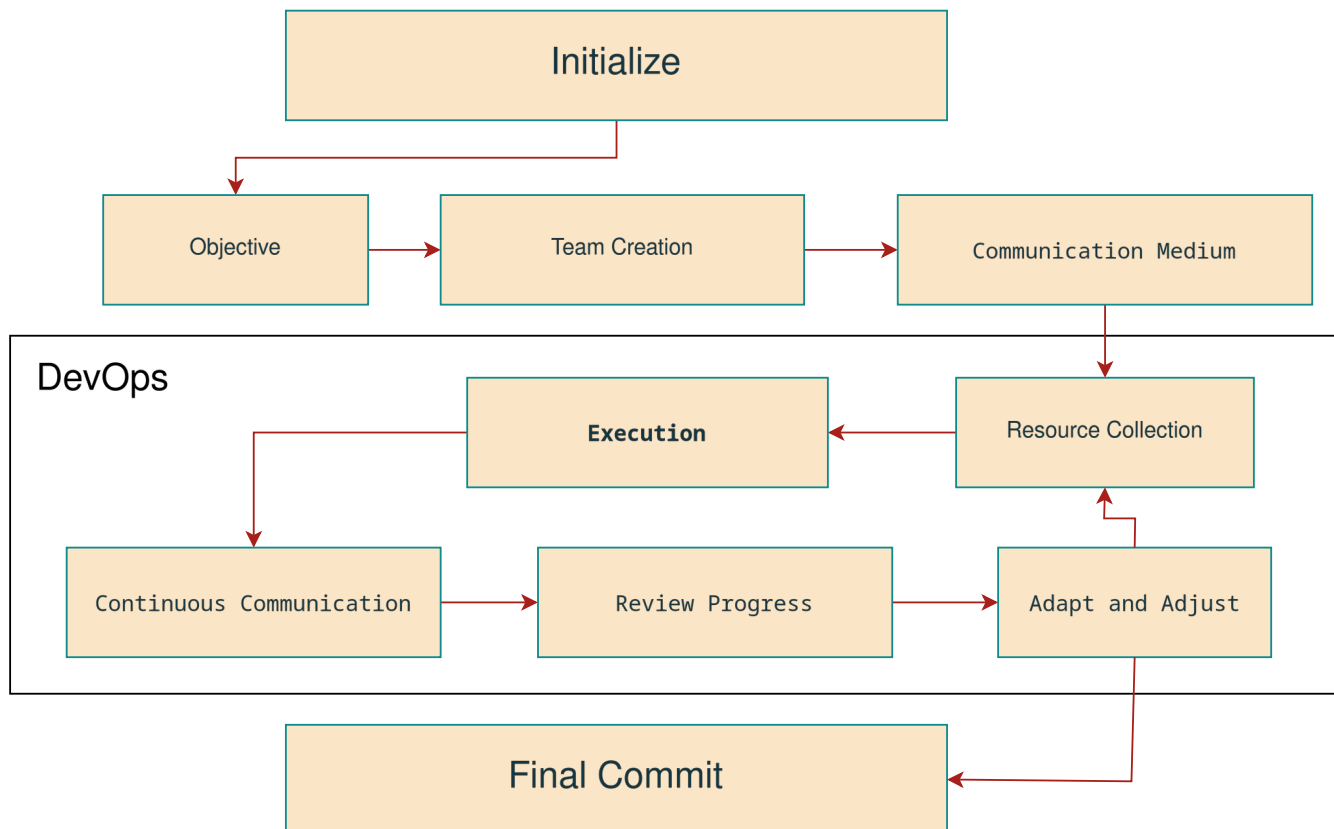 Initialize
Objective
Team Creation
Communication Medium
DevOps
Execution
Resource Collection
Continuous Communication
Review Progress
Adapt and Adjust
Final Commit